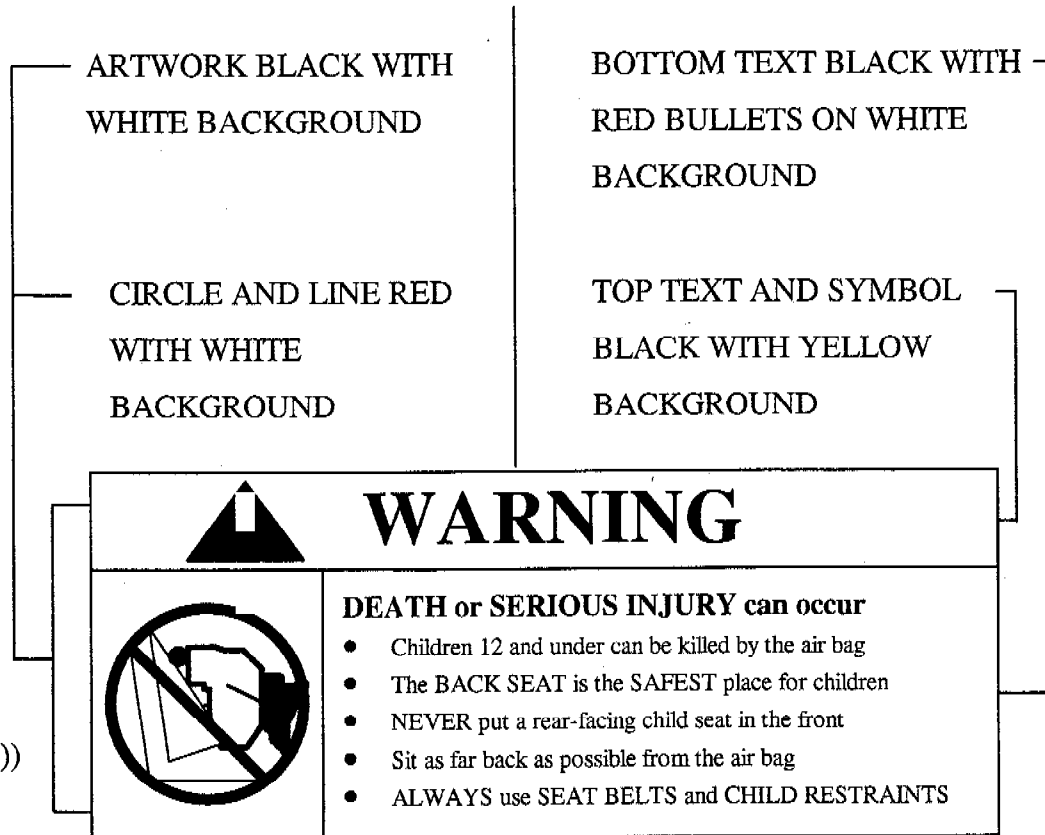 ARTWORK BLACK WITH
WHITE BACKGROUND
BOTTOM TEXT BLACK WITH
RED BULLETS ON WHITE
BACKGROUND
CIRCLE AND LINE RED
WITH WHITE
BACKGROUND
TOP TEXT AND SYMBOL
BLACK WITH YELLOW
BACKGROUND
WARNING
DEATH or SERIOUS INJURY can occur
• Children 12 and under can be killed by the air bag
• The BACK SEAT is the SAFEST place for children
• NEVER put a rear-facing child seat in the front
• Sit as far back as possible from the air bag
• ALWAYS use SEAT BELTS and CHILD RESTRAINTS
))